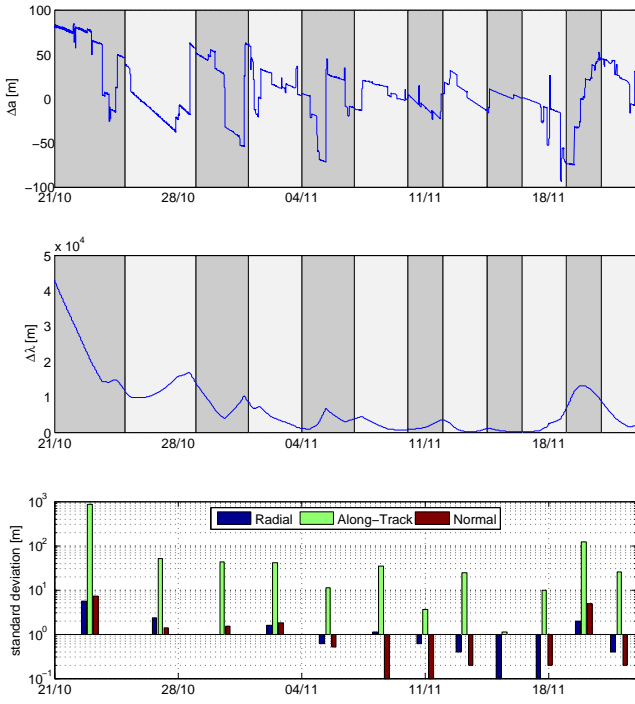 100
50
0
−50
−100
Δa [m]
21/10 28/10 04/11 11/11 18/11
x 10^4
5
4
3
2
1
0
Δλ [m]
21/10 28/10 04/11 11/11 18/11
10^3
10^2
10^1
10^0
10^−1
standard deviation [m]
Radial Along−Track Normal
21/10 28/10 04/11 11/11 18/11